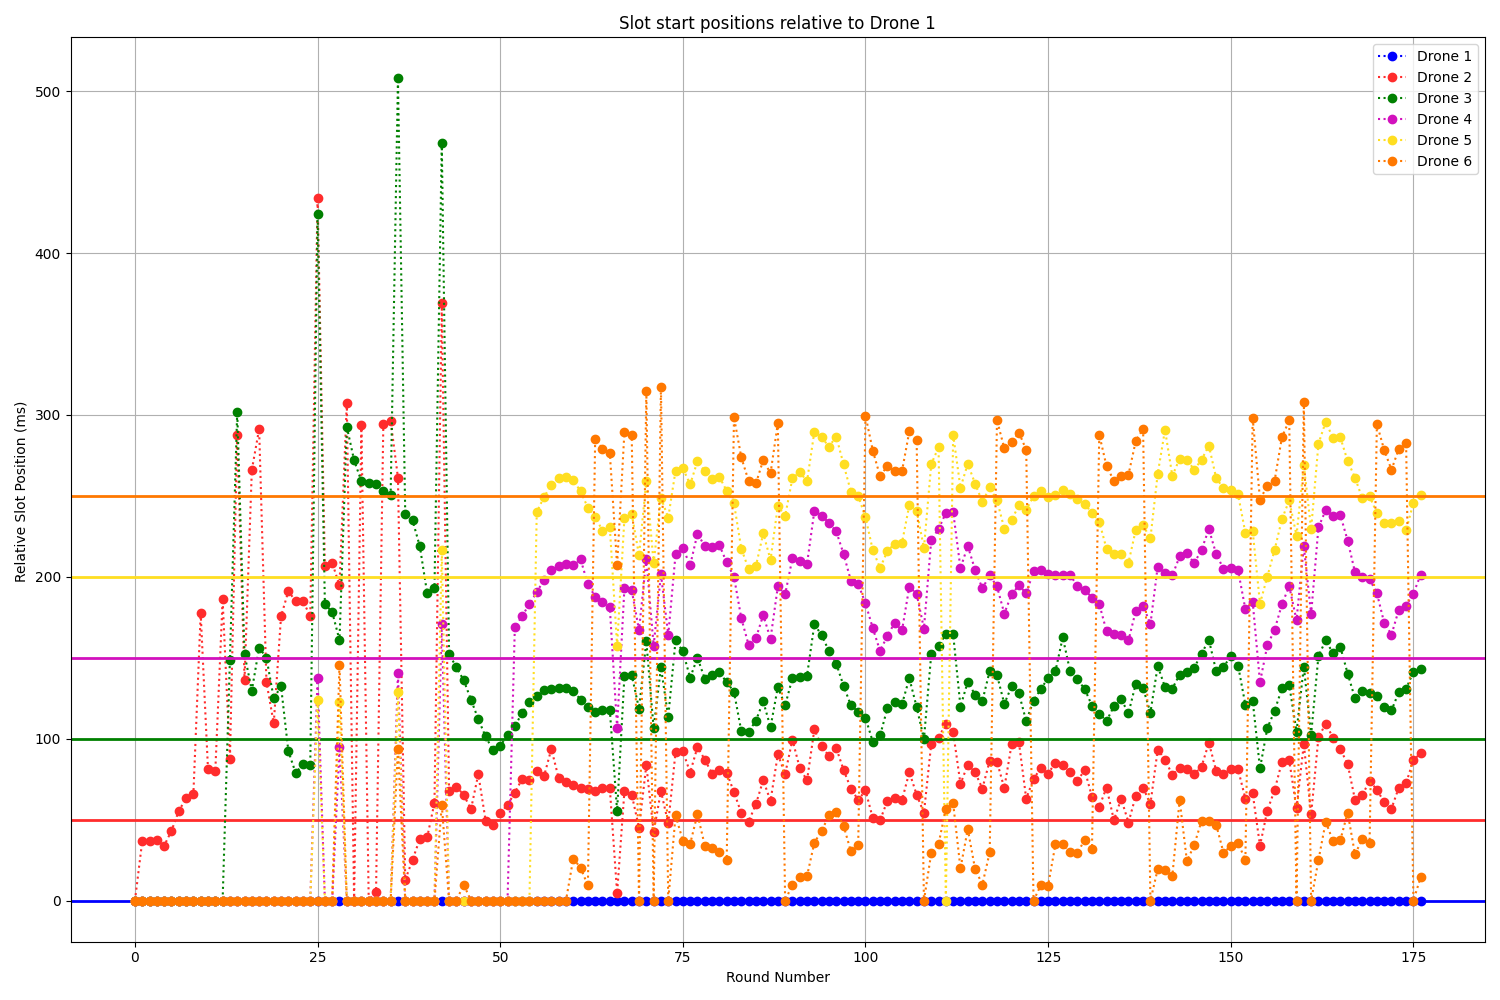 Slot start positions relative to Drone 1
Drone 1
Drone 2
Drone 3
Drone 4
Drone 5
Drone 6
Relative Slot Position (ms)
500
400
300
200
100
0
0 25 50 75 100 125 150 175
Round Number